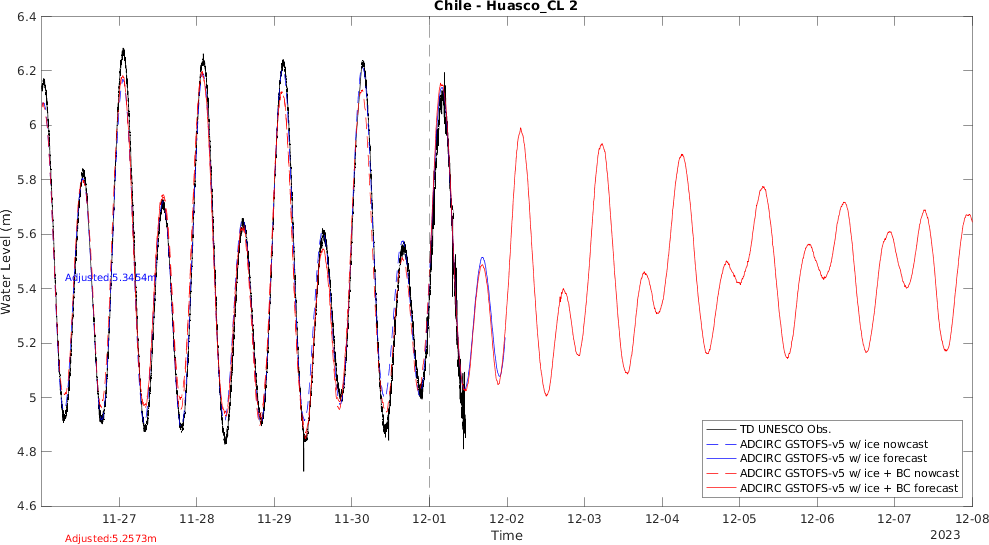 Chile - Huasco_CL 2
6.4
6.2
6
5.8
5.6
5.4
5.2
5
4.8
4.6
Water Level (m)
Adjusted:5.3454m
TD UNESCO Obs.
ADCIRC GSTOFS-v5 w/ ice nowcast
ADCIRC GSTOFS-v5 w/ ice forecast
ADCIRC GSTOFS-v5 w/ ice + BC nowcast
ADCIRC GSTOFS-v5 w/ ice + BC forecast
11-27 11-28 11-29 11-30 12-01 12-02 12-03 12-04 12-05 12-06 12-07 12-08
Time
2023
Adjusted:5.2573m